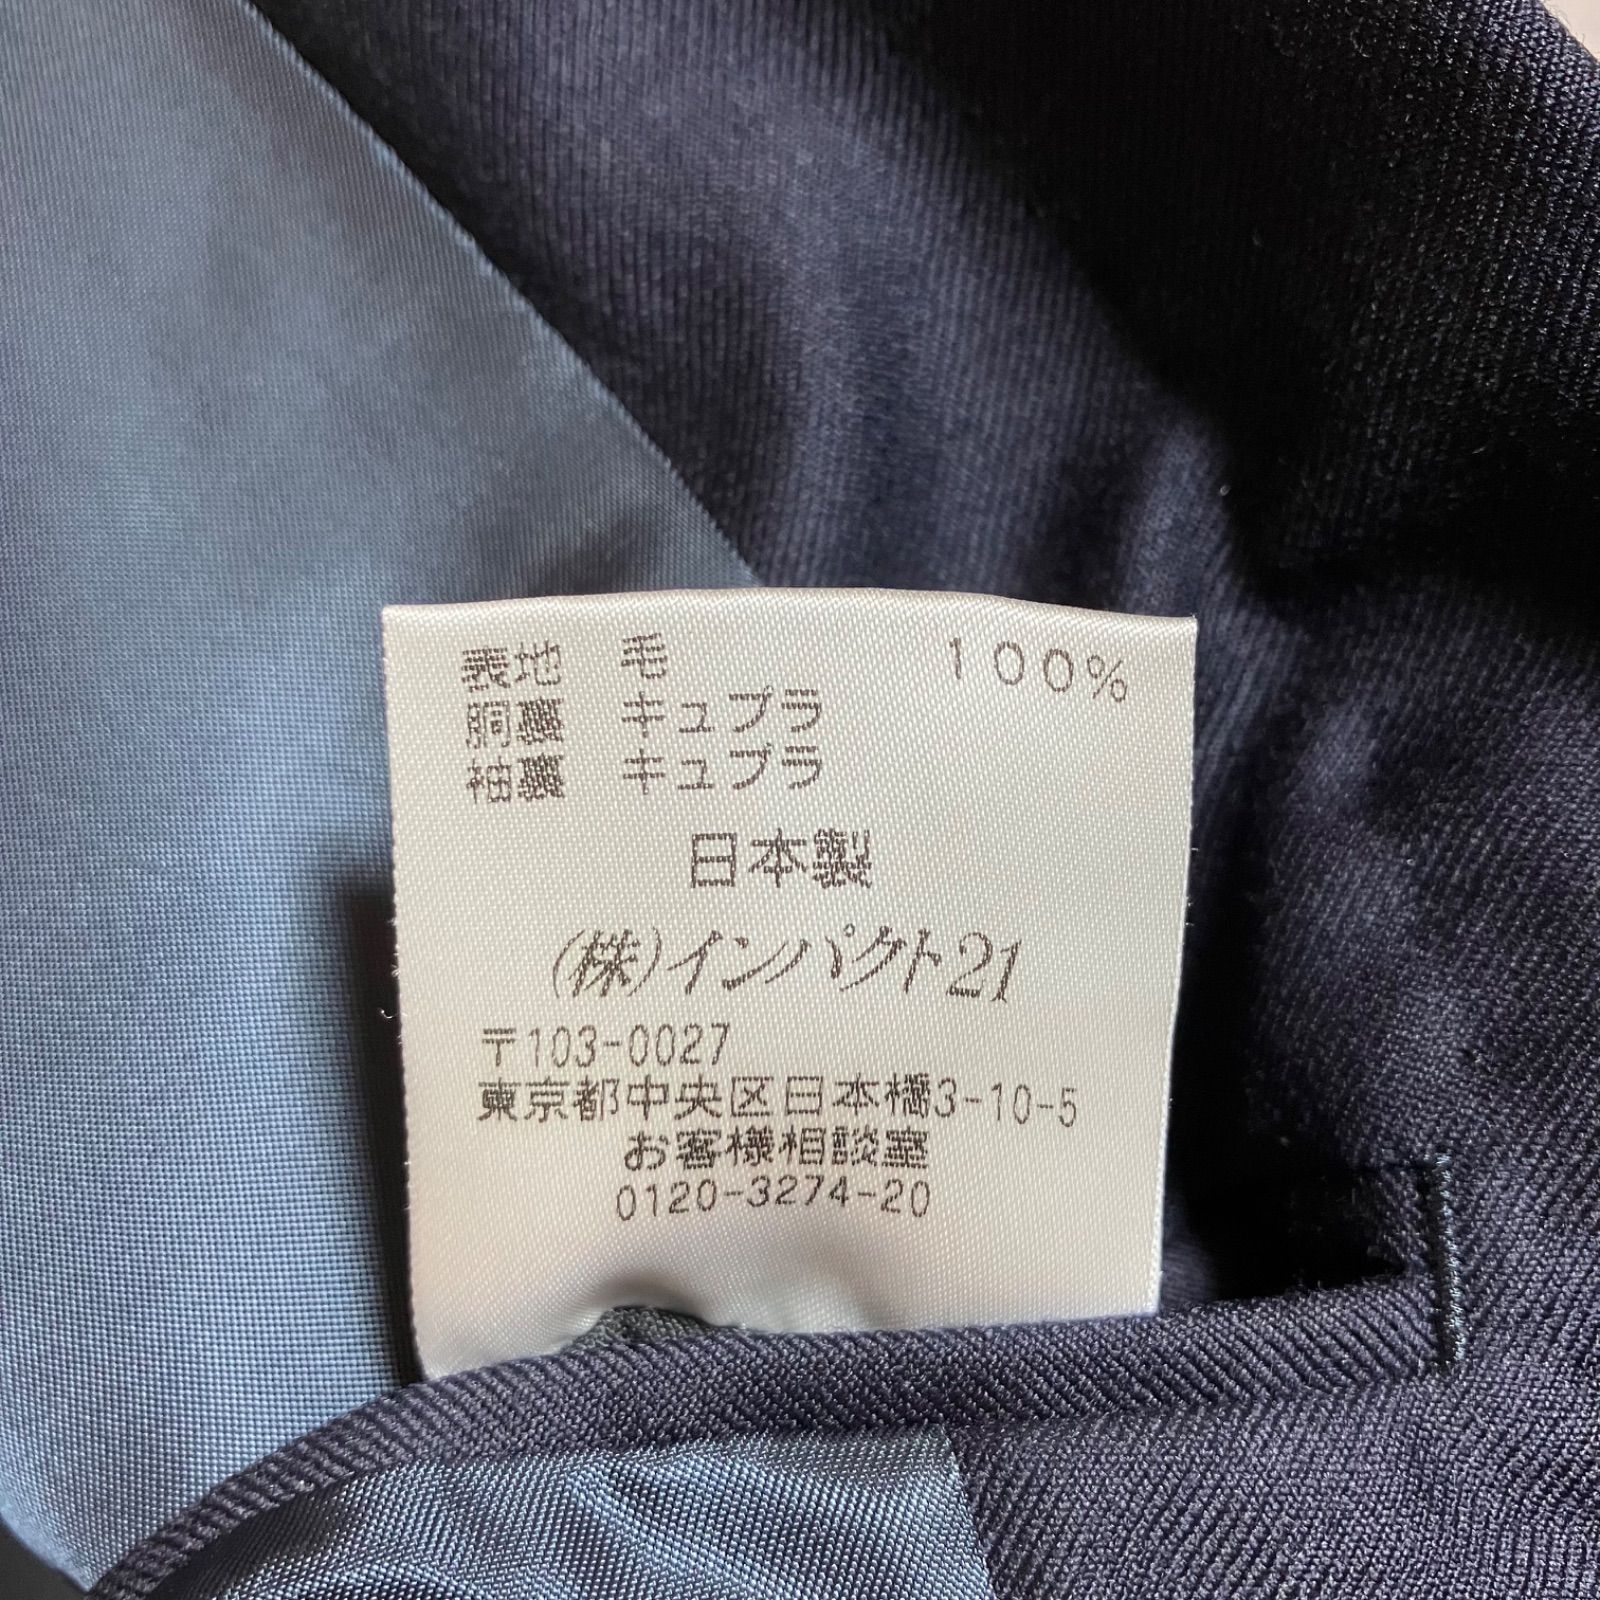 表地 毛 100%
胴裏 キュプラ
袖裏 キュプラ
日本製
(株)インパクト21
〒103-0027
東京都中央区日本橋3-10-5
お客様相談室
0120-3274-20